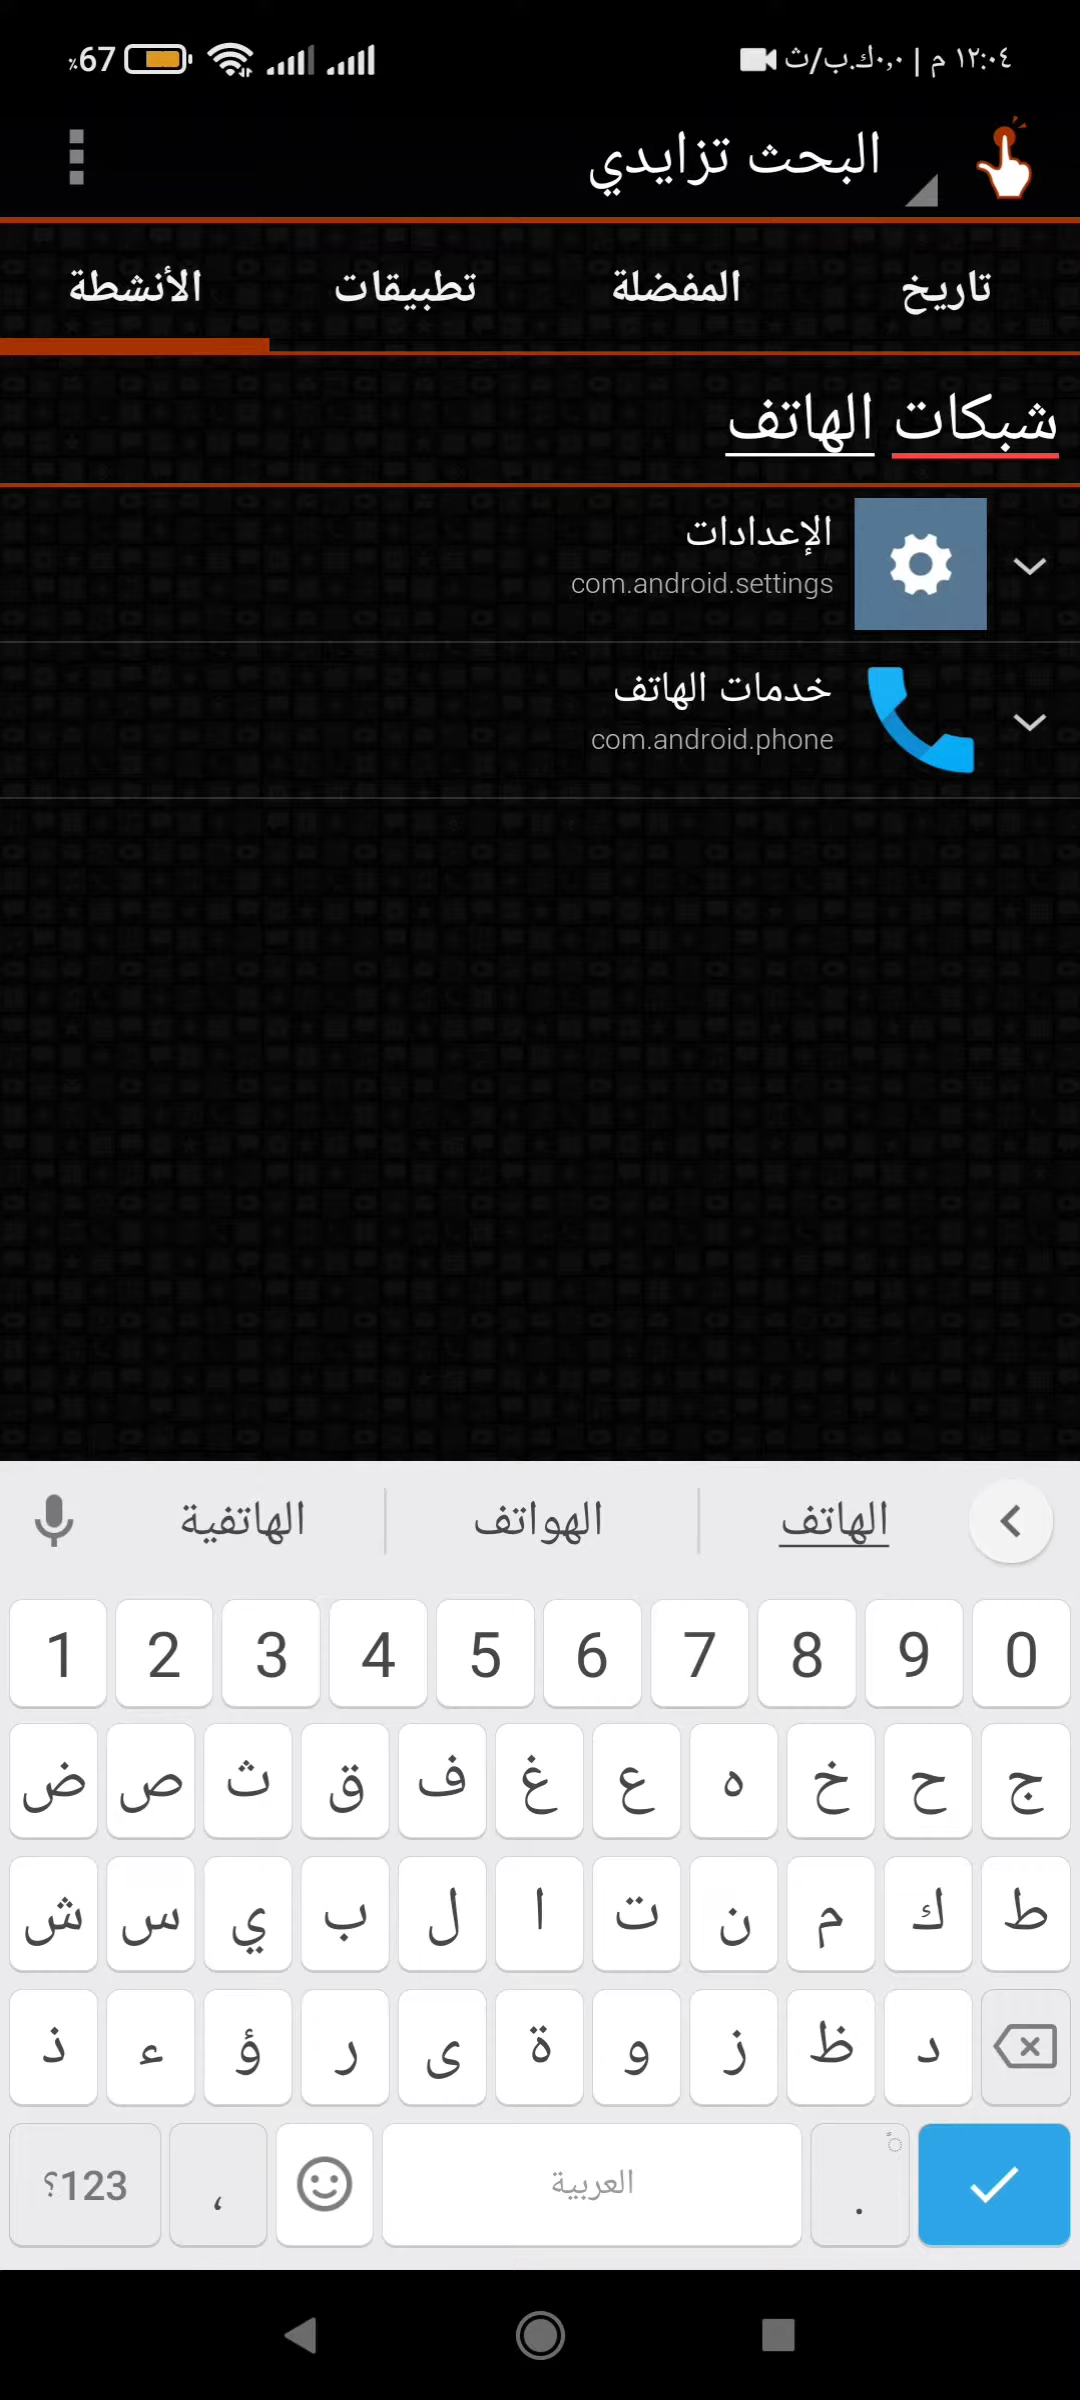 ١٢:٠٤ م | ٠,٠ك.ب/ث
67٪
البحث تزايدي
تاريخ
المفضلة
تطبيقات
الأنشطة
شبكات الهاتف
الإعدادات
com.android.settings
خدمات الهاتف
com.android.phone
الهاتف
الهواتف
الهاتفية
1 2 3 4 5 6 7 8 9 0
ض ص ث ق ف غ ع ه خ ح ج
ش س ي ب ل ا ت ن م ك ط
ذ ء ؤ ر ى ة و ز ظ د
؟123 ، العربية .